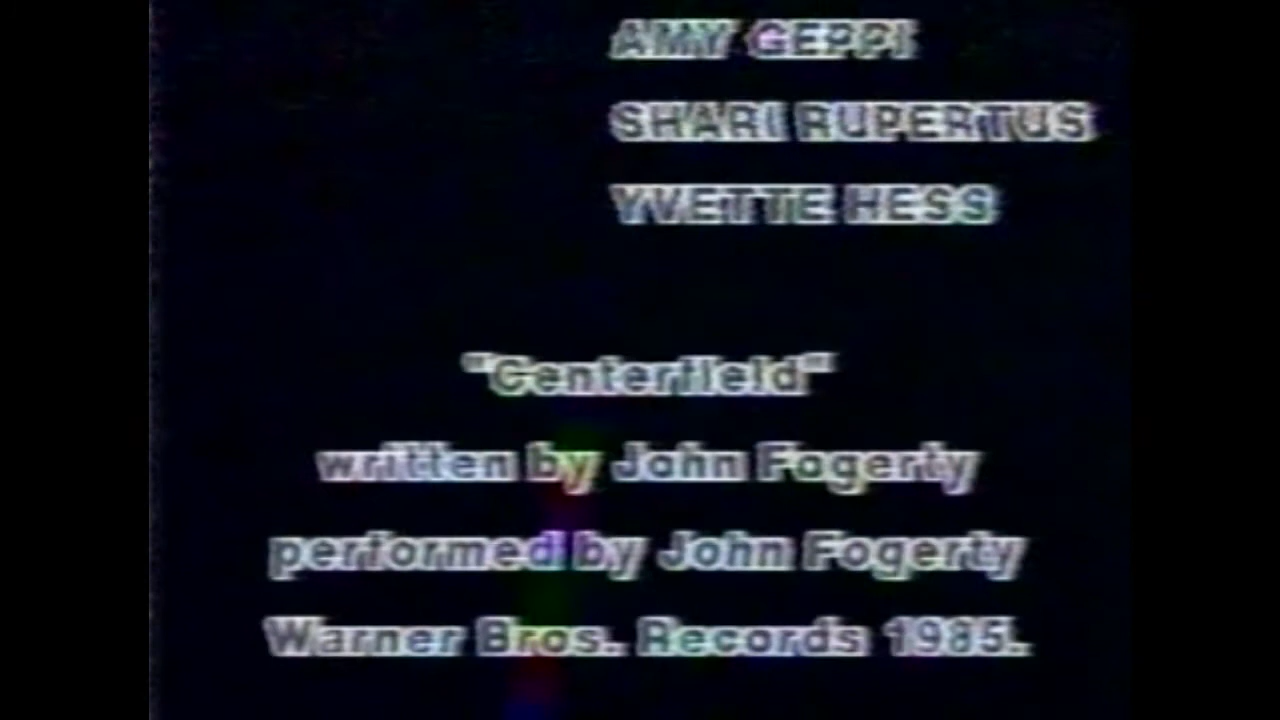 AMY GEPPI
SHARI RUPERTUS
YVETTE HESS
"Centerfield"
written by John Fogerty
performed by John Fogerty
Warner Bros. Records 1985.